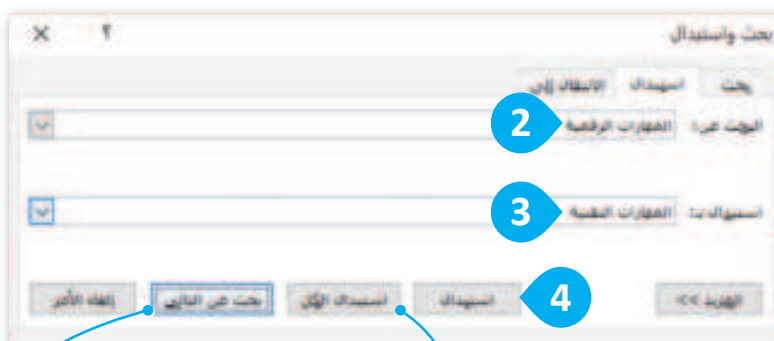 بحث واستبدال
؟ ×
بحث استبدال الانتقال إلى
البحث عن: المهارات الرقمية 2
استبدال بـ: المهارات التقنية 3
المزيد >> 4 استبدال استبدال الكل بحث عن التالي إلغاء الأمر